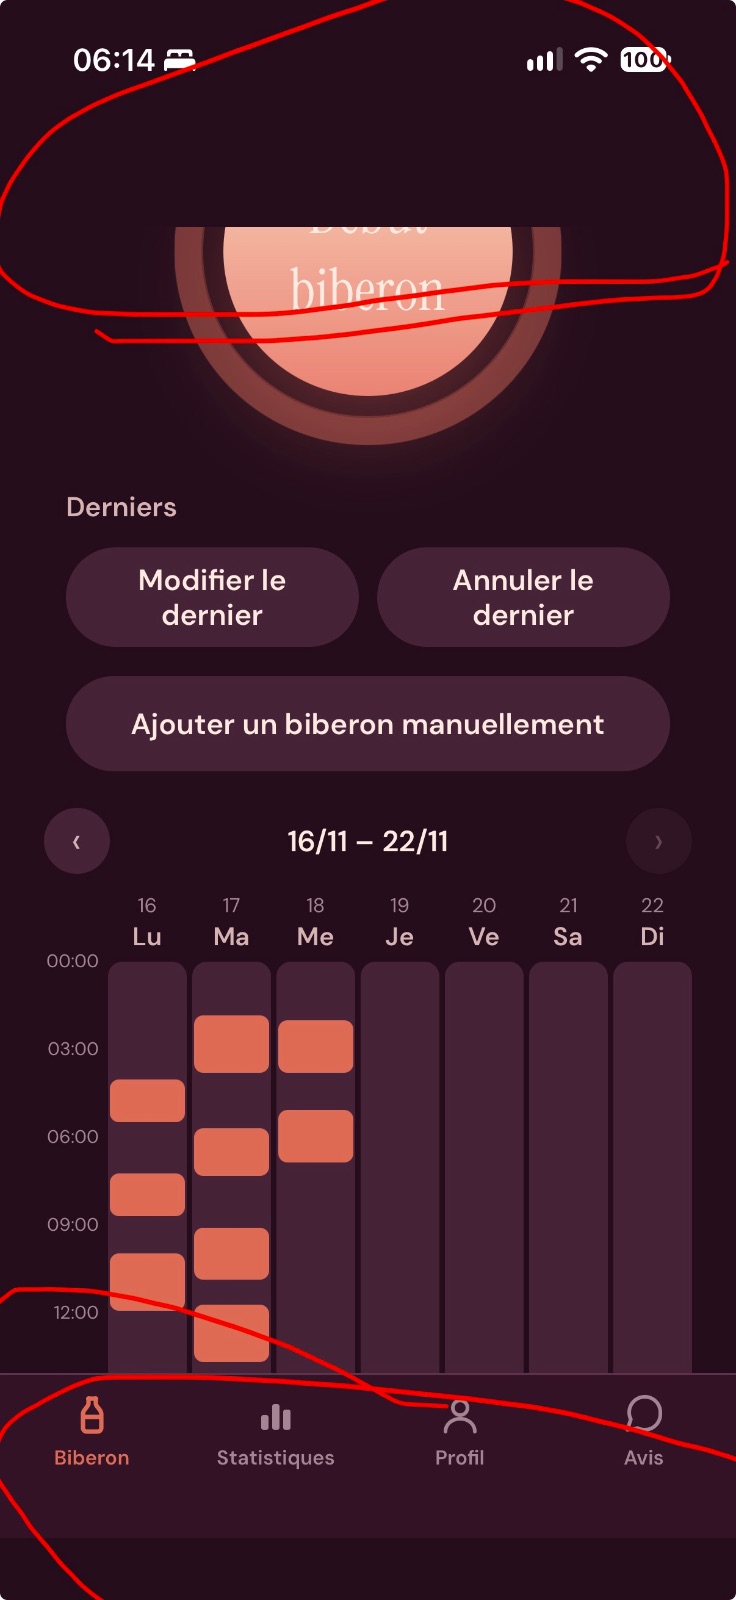 06:14
100
Début
biberon
Derniers
Modifier le
dernier
Annuler le
dernier
Ajouter un biberon manuellement
‹
16/11 – 22/11
›
16 17 18 19 20 21 22
Lu Ma Me Je Ve Sa Di
00:00
03:00
06:00
09:00
12:00
Biberon Statistiques Profil Avis